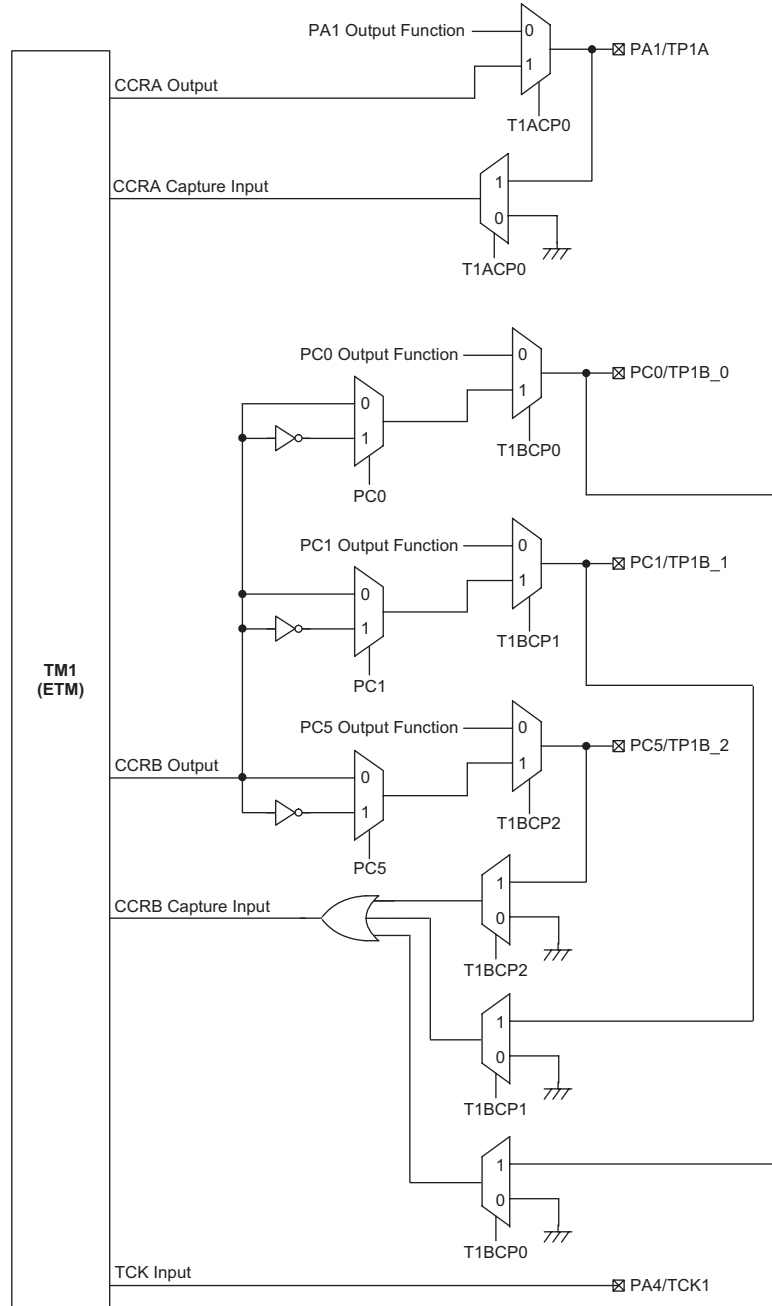 PA1 Output Function
0
1
PA1/TP1A
CCRA Output
T1ACP0
CCRA Capture Input
1
0
T1ACP0
PC0 Output Function
0
1
PC0/TP1B_0
0
1
T1BCP0
PC0
PC1 Output Function
0
1
PC1/TP1B_1
0
1
T1BCP1
PC1
TM1
(ETM)
PC5 Output Function
0
1
PC5/TP1B_2
CCRB Output
0
1
T1BCP2
PC5
CCRB Capture Input
1
0
T1BCP2
1
0
T1BCP1
1
0
T1BCP0
TCK Input
PA4/TCK1